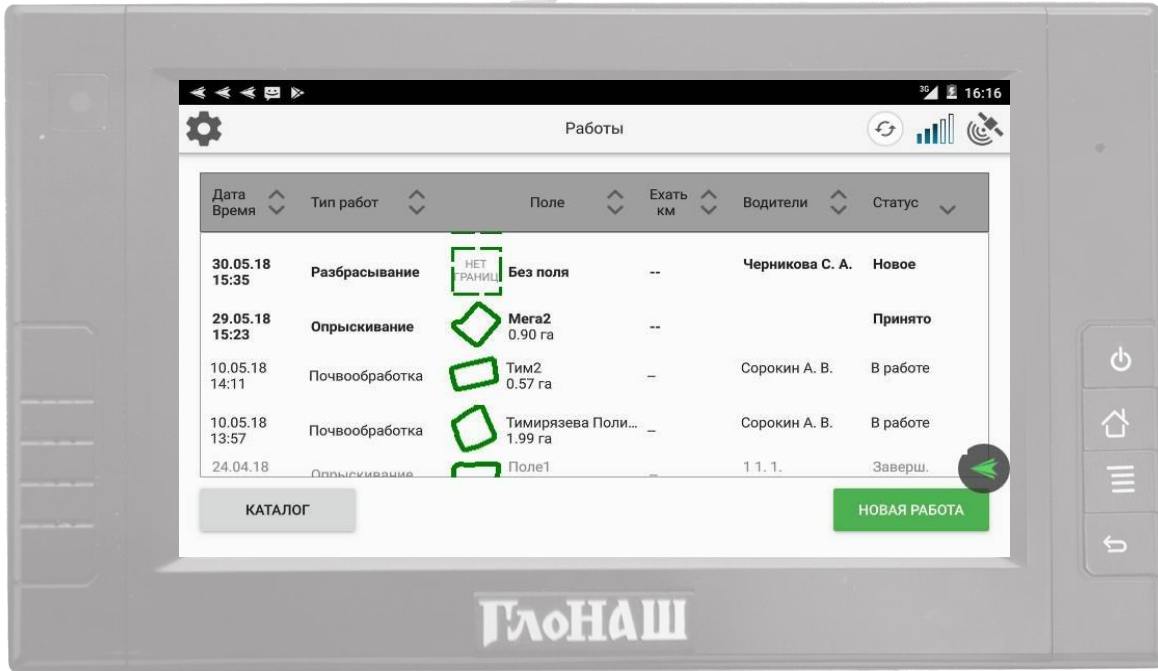 3G 16:16
Работы
Дата
Время
Тип работ
Поле
Ехать
км
Водители
Статус
30.05.18
15:35
Разбрасывание
НЕТ
ГРАНИЦ
Без поля
--
Черникова С. А.
Новое
29.05.18
15:23
Опрыскивание
Мега2
0.90 га
--
Принято
10.05.18
14:11
Почвообработка
Тим2
0.57 га
–
Сорокин А. В.
В работе
10.05.18
13:57
Почвообработка
Тимирязева Поли...
1.99 га
–
Сорокин А. В.
В работе
24.04.18
Опрыскивание
Поле1
–
1 1. 1.
Заверш.
КАТАЛОГ
НОВАЯ РАБОТА
ГлоНАШ